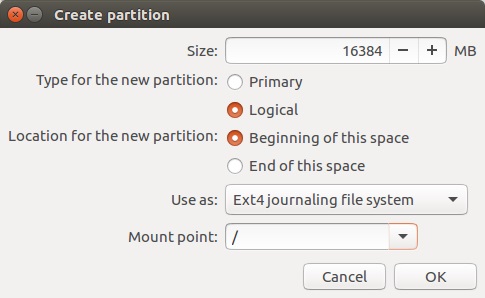 Create partition
Size: 16384 − + MB
Type for the new partition: Primary
Logical
Location for the new partition: Beginning of this space
End of this space
Use as: Ext4 journaling file system
Mount point: /
Cancel OK